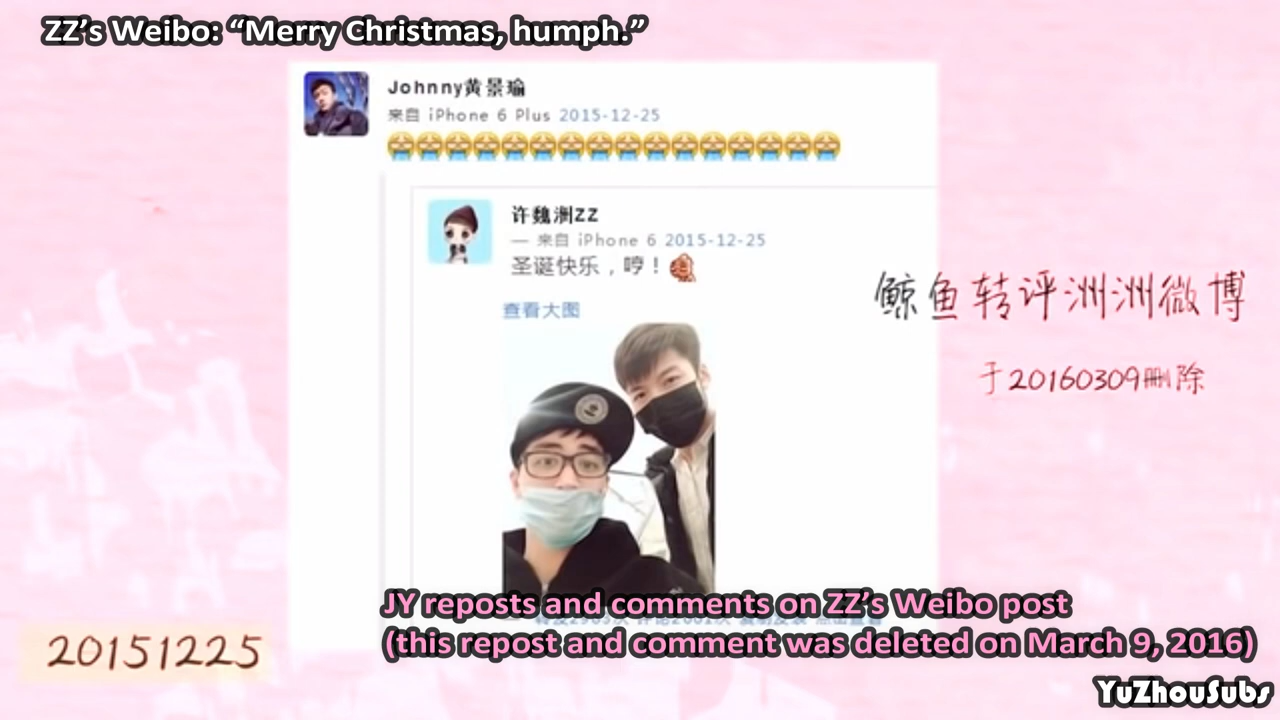 ZZ's Weibo: “Merry Christmas, humph.”
Johnny黄景瑜
来自 iPhone 6 Plus 2015-12-25
许魏洲ZZ
— 来自 iPhone 6 2015-12-25
圣诞快乐，哼！
查看大图
鲸鱼转评洲洲微博
于20160309删除
JY reposts and comments on ZZ's Weibo post
(this repost and comment was deleted on March 9, 2016)
20151225
YuZhouSubs